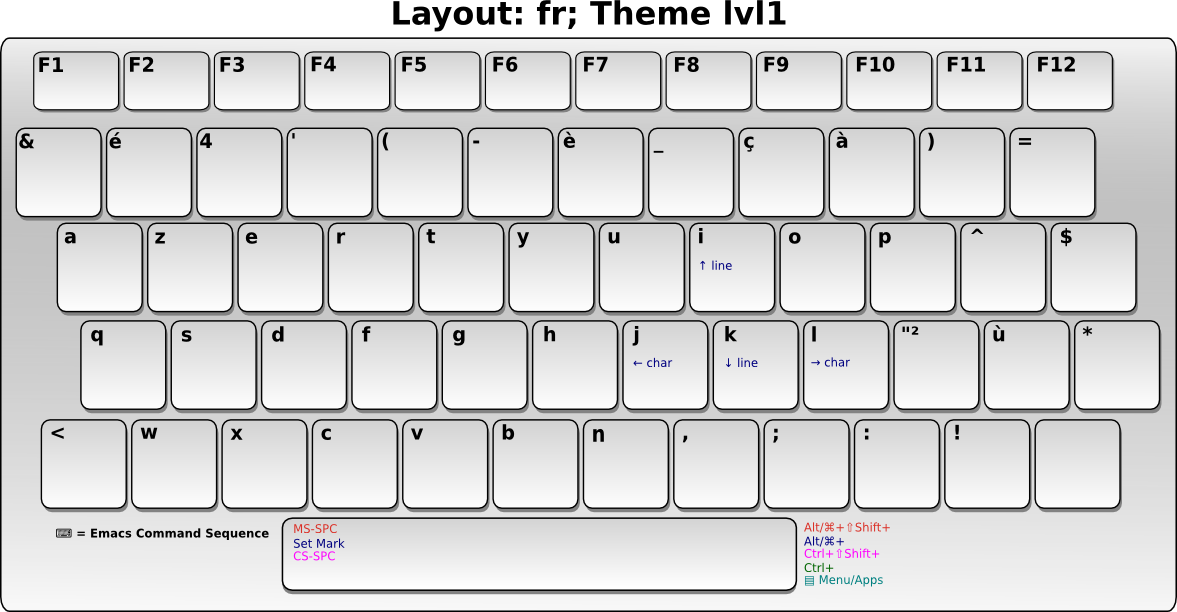 Layout: fr; Theme lvl1
F1 F2 F3 F4 F5 F6 F7 F8 F9 F10 F11 F12
& é 4 ' ( - è _ ç à ) =
a z e r t y u i o p ^ $
↑ line
q s d f g h j k l "² ù *
← char ↓ line → char
< w x c v b n , ; : !
⌨ = Emacs Command Sequence
MS-SPC
Set Mark
CS-SPC
Alt/⌘+⇧Shift+
Alt/⌘+
Ctrl+⇧Shift+
Ctrl+
▤ Menu/Apps